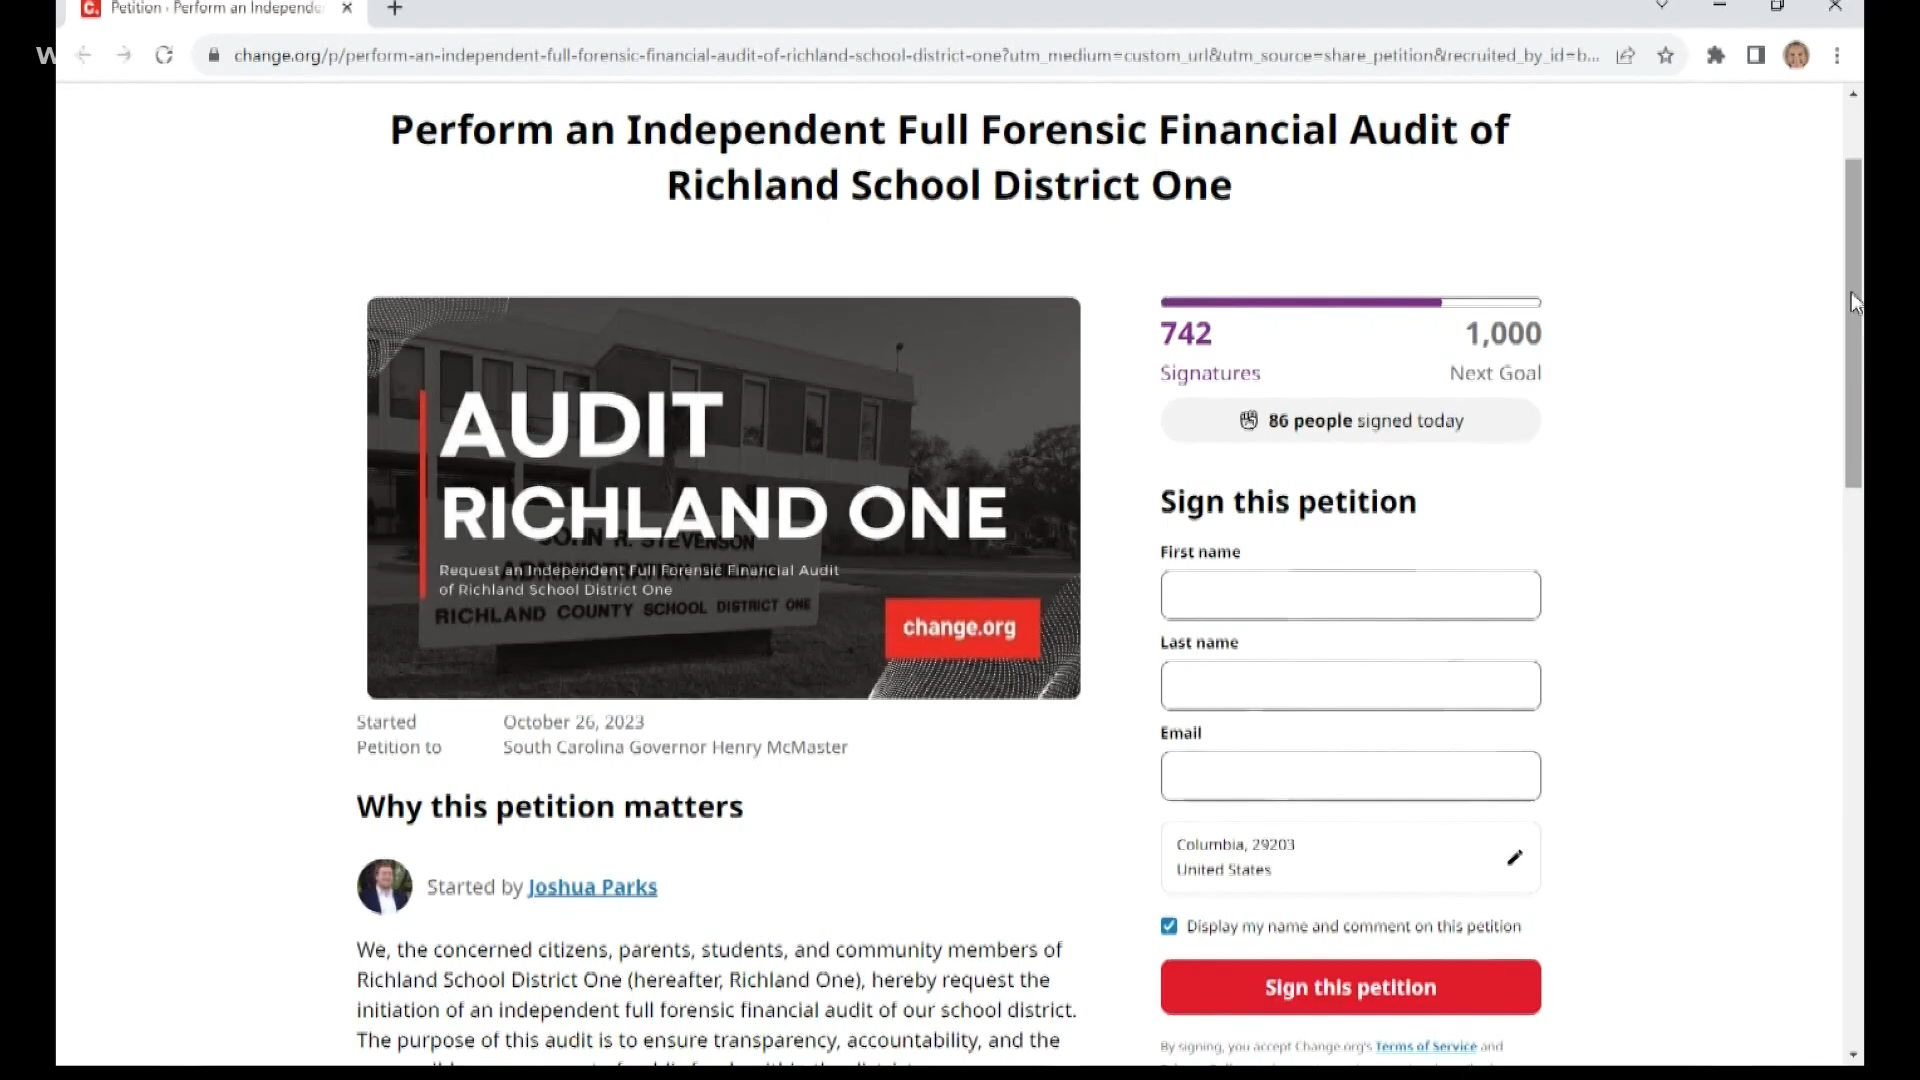 Petition · Perform an Independe
change.org/p/perform-an-independent-full-forensic-financial-audit-of-richland-school-district-one?utm_medium=custom_url&utm_source=share_petition&recruited_by_id=b...
Perform an Independent Full Forensic Financial Audit of
Richland School District One
AUDIT
RICHLAND ONE
JOHN R. STEVENSON
ADMINISTRATION BUILDING
Request an Independent Full Forensic Financial Audit
of Richland School District One
RICHLAND COUNTY SCHOOL DISTRICT ONE
change.org
Started October 26, 2023
Petition to South Carolina Governor Henry McMaster
Why this petition matters
Started by Joshua Parks
We, the concerned citizens, parents, students, and community members of
Richland School District One (hereafter, Richland One), hereby request the
initiation of an independent full forensic financial audit of our school district.
The purpose of this audit is to ensure transparency, accountability, and the
742 1,000
Signatures Next Goal
86 people signed today
Sign this petition
First name
Last name
Email
Columbia, 29203
United States
Display my name and comment on this petition
Sign this petition
By signing, you accept Change.org's Terms of Service and